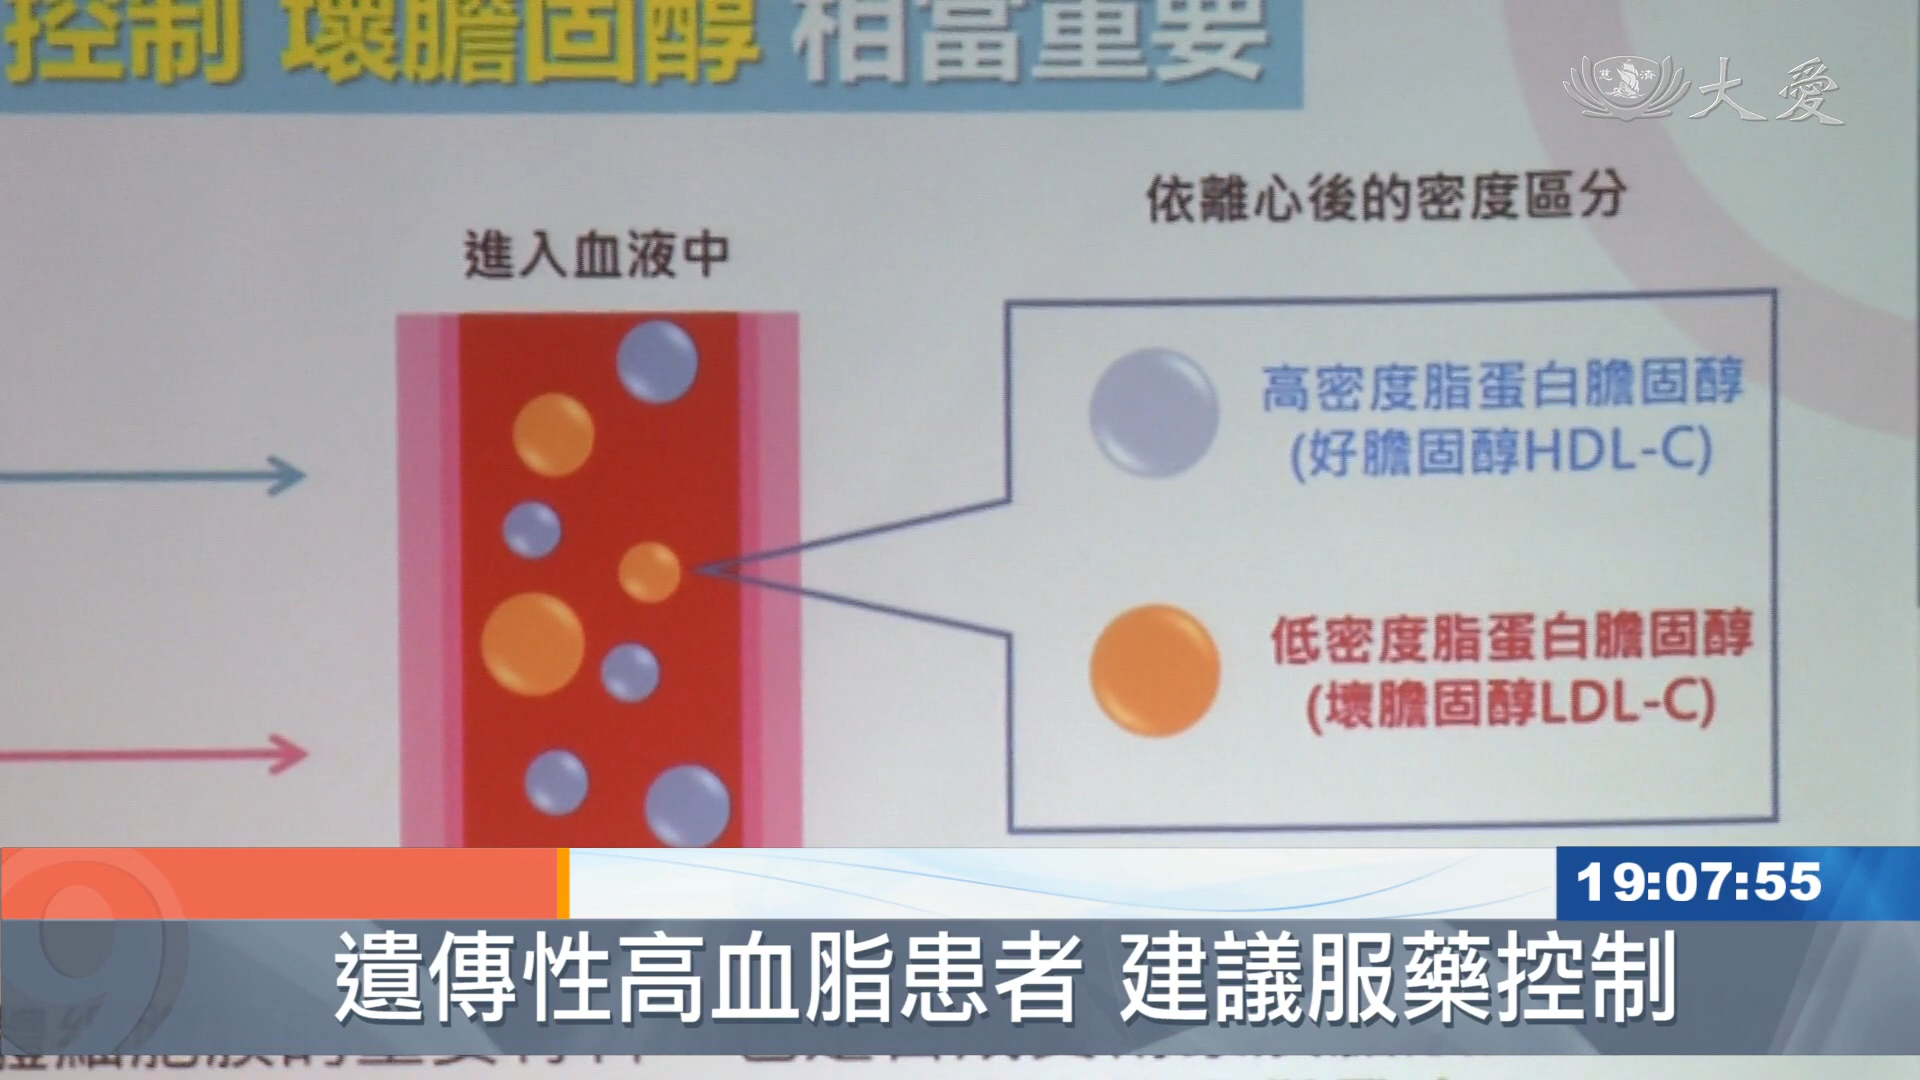 控制 壞膽固醇 相當重要
慈濟 大愛
依離心後的密度區分
進入血液中
高密度脂蛋白膽固醇
(好膽固醇HDL-C)
低密度脂蛋白膽固醇
(壞膽固醇LDL-C)
19:07:55
遺傳性高血脂患者 建議服藥控制